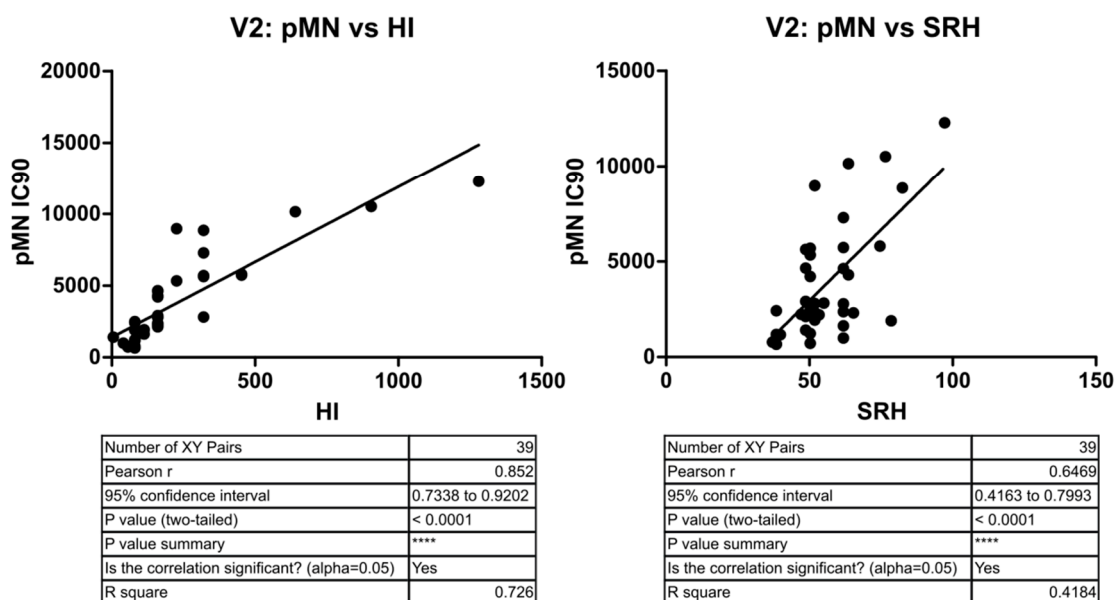 V2: pMN vs HI
20000
15000
10000
5000
0
pMN IC90
0 500 1000 1500
HI
Number of XY Pairs 39
Pearson r 0.852
95% confidence interval 0.7338 to 0.9202
P value (two-tailed) < 0.0001
P value summary ****
Is the correlation significant? (alpha=0.05) Yes
R square 0.726
V2: pMN vs SRH
15000
10000
5000
0
pMN IC90
0 50 100 150
SRH
Number of XY Pairs 39
Pearson r 0.6469
95% confidence interval 0.4163 to 0.7993
P value (two-tailed) < 0.0001
P value summary ****
Is the correlation significant? (alpha=0.05) Yes
R square 0.4184